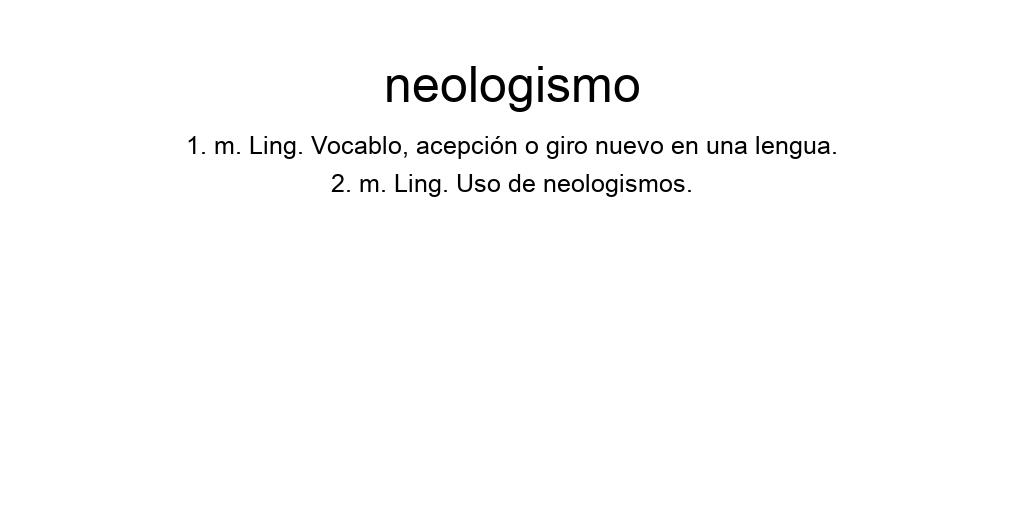 neologismo
1. m. Ling. Vocablo, acepción o giro nuevo en una lengua.
2. m. Ling. Uso de neologismos.